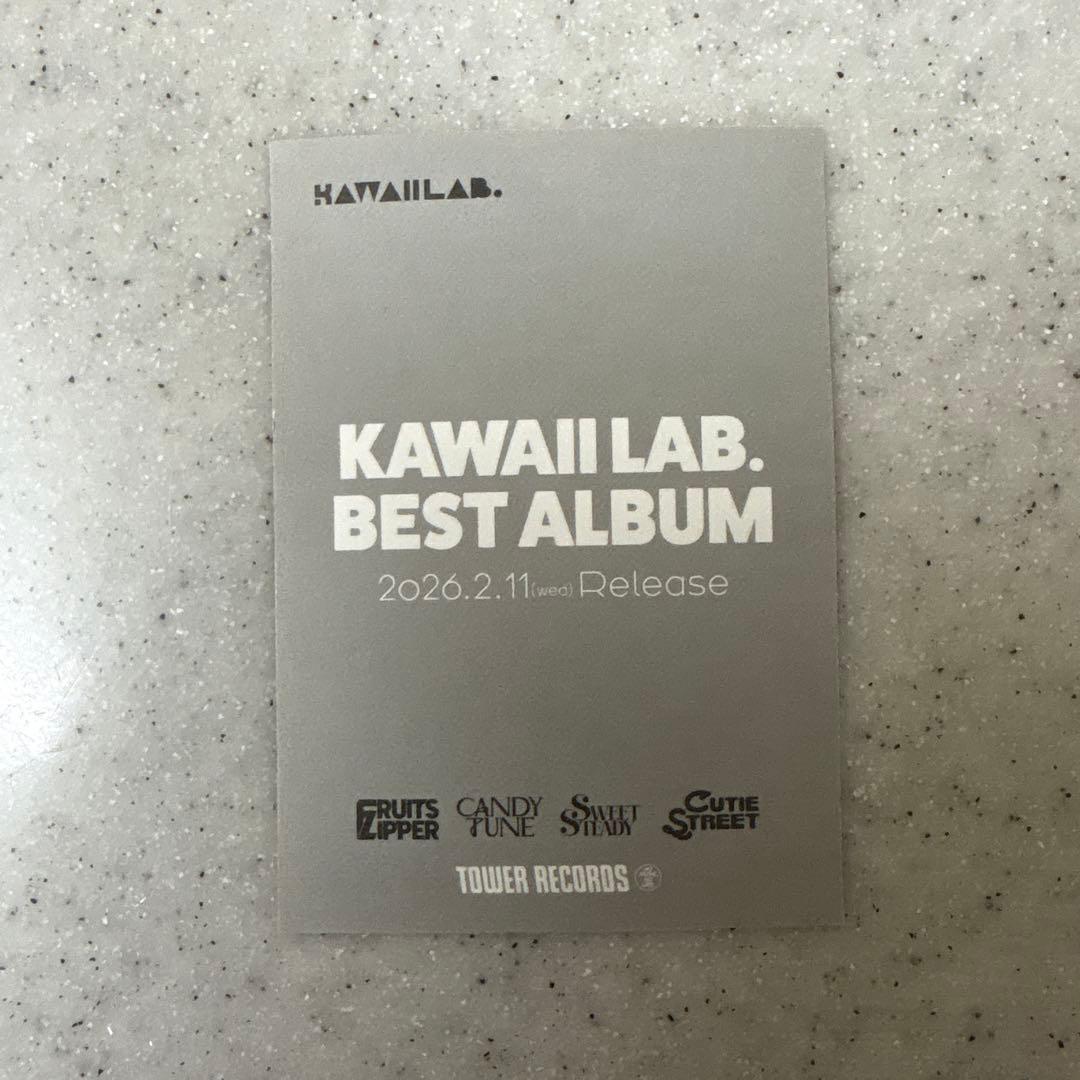 KAWAII LAB.
KAWAII LAB.
BEST ALBUM
2026.2.11(wed) Release
FRUITS ZIPPER
CANDY TUNE
SWEET STEADY
CUTIE STREET
TOWER RECORDS